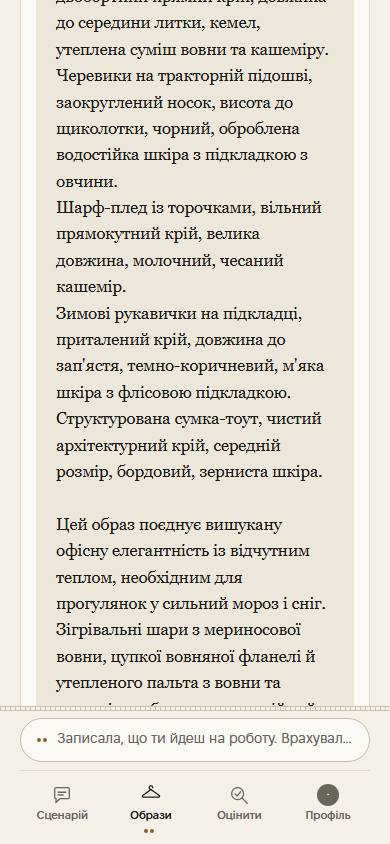 до середини литки, кемел,
утеплена суміш вовни та кашеміру.
Черевики на тракторній підошві,
заокруглений носок, висота до
щиколотки, чорний, оброблена
водостійка шкіра з підкладкою з
овчини.
Шарф-плед із торочками, вільний
прямокутний крій, велика
довжина, молочний, чесаний
кашемір.
Зимові рукавички на підкладці,
приталений крій, довжина до
зап'ястя, темно-коричневий, м'яка
шкіра з флісовою підкладкою.
Структурована сумка-тоут, чистий
архітектурний крій, середній
розмір, бордовий, зерниста шкіра.
Цей образ поєднує вишукану
офісну елегантність із відчутним
теплом, необхідним для
прогулянок у сильний мороз і сніг.
Зігрівальні шари з мериносової
вовни, цупкої вовняної фланелі й
утепленого пальта з вовни та
Записала, що ти йдеш на роботу. Врахувал...
Сценарій
Образи
Оцінити
Профіль